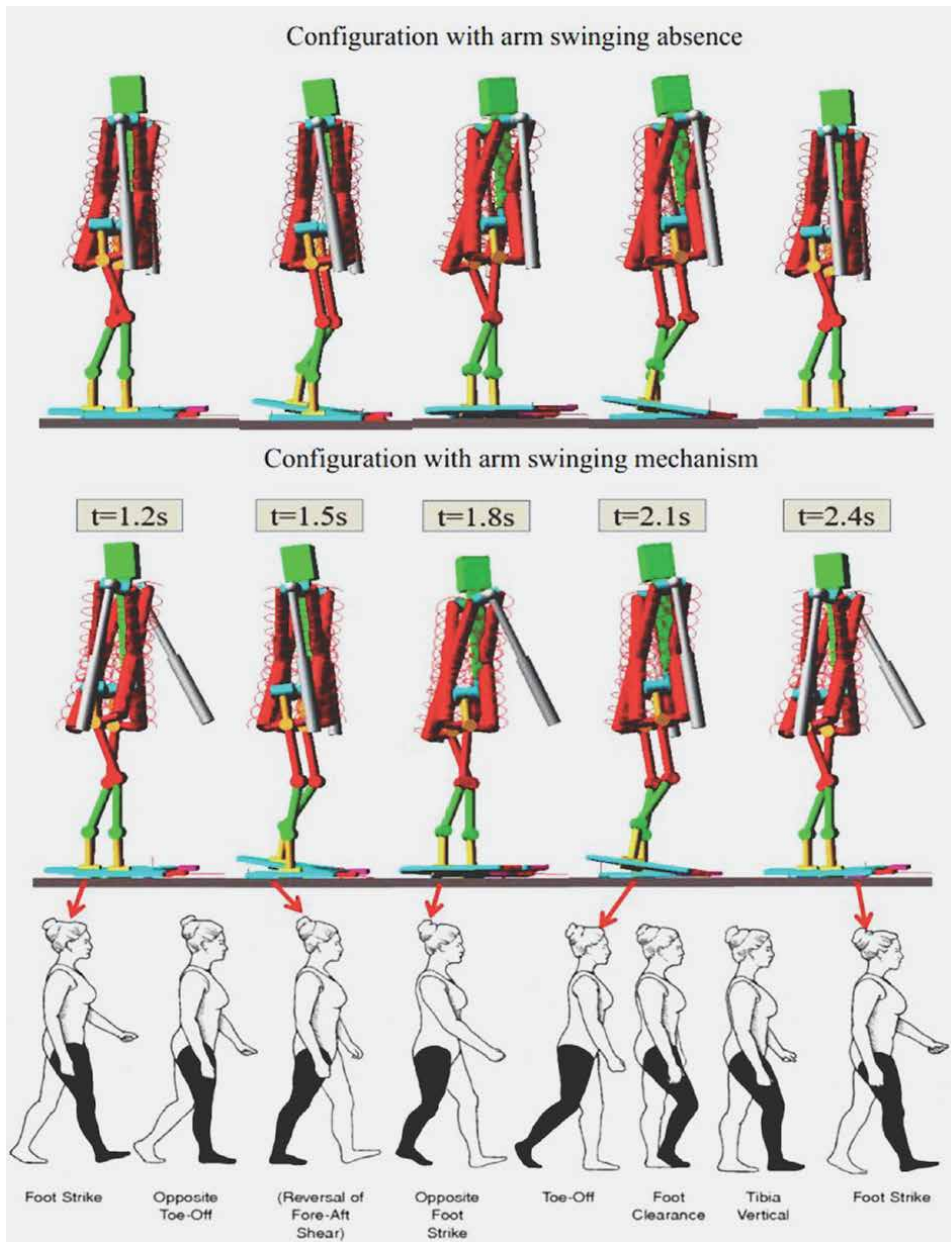 Configuration with arm swinging absence
Configuration with arm swinging mechanism
t=1.2s
t=1.5s
t=1.8s
t=2.1s
t=2.4s
Foot Strike
Opposite
Toe-Off
(Reversal of
Fore-Aft
Shear)
Opposite
Foot
Strike
Toe-Off
Foot
Clearance
Tibia
Vertical
Foot Strike